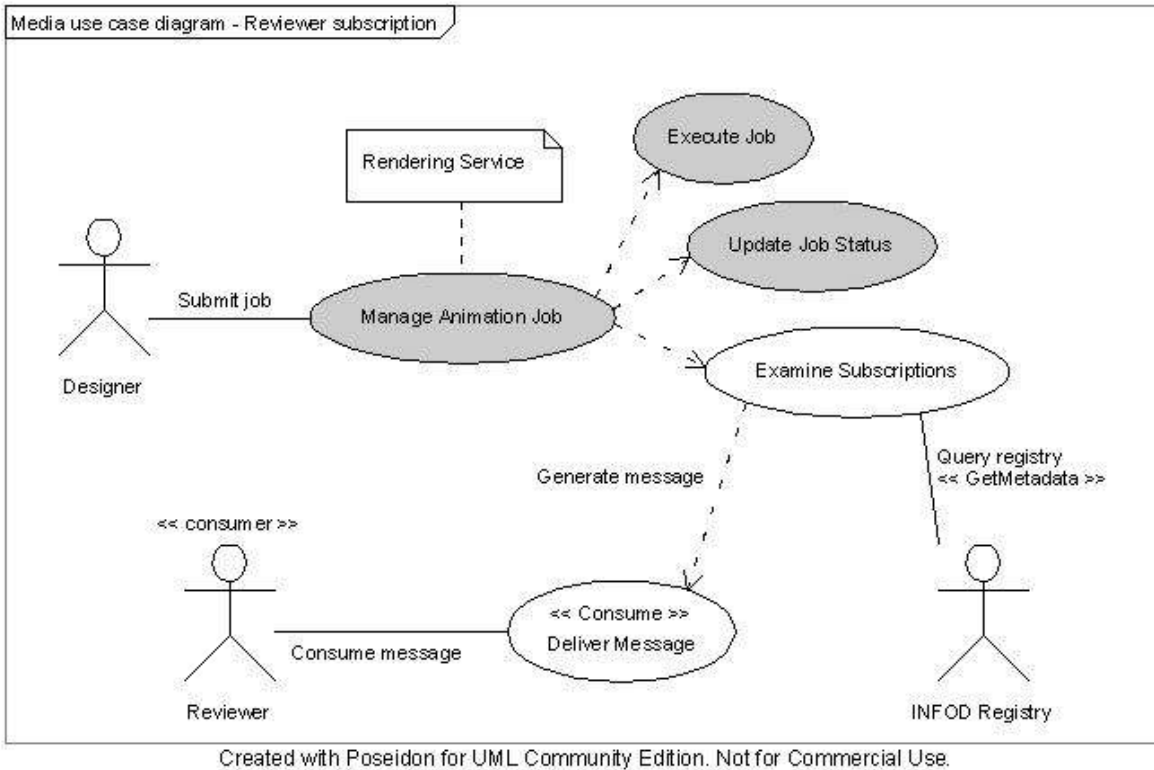 Media use case diagram - Reviewer subscription
Execute Job
Rendering Service
Update Job Status
Submit job
Manage Animation Job
Designer
Examine Subscriptions
Generate message
Query registry
<< GetMetadata >>
<< consumer >>
<< Consume >>
Deliver Message
Consume message
Reviewer
INFOD Registry
Created with Poseidon for UML Community Edition. Not for Commercial Use.